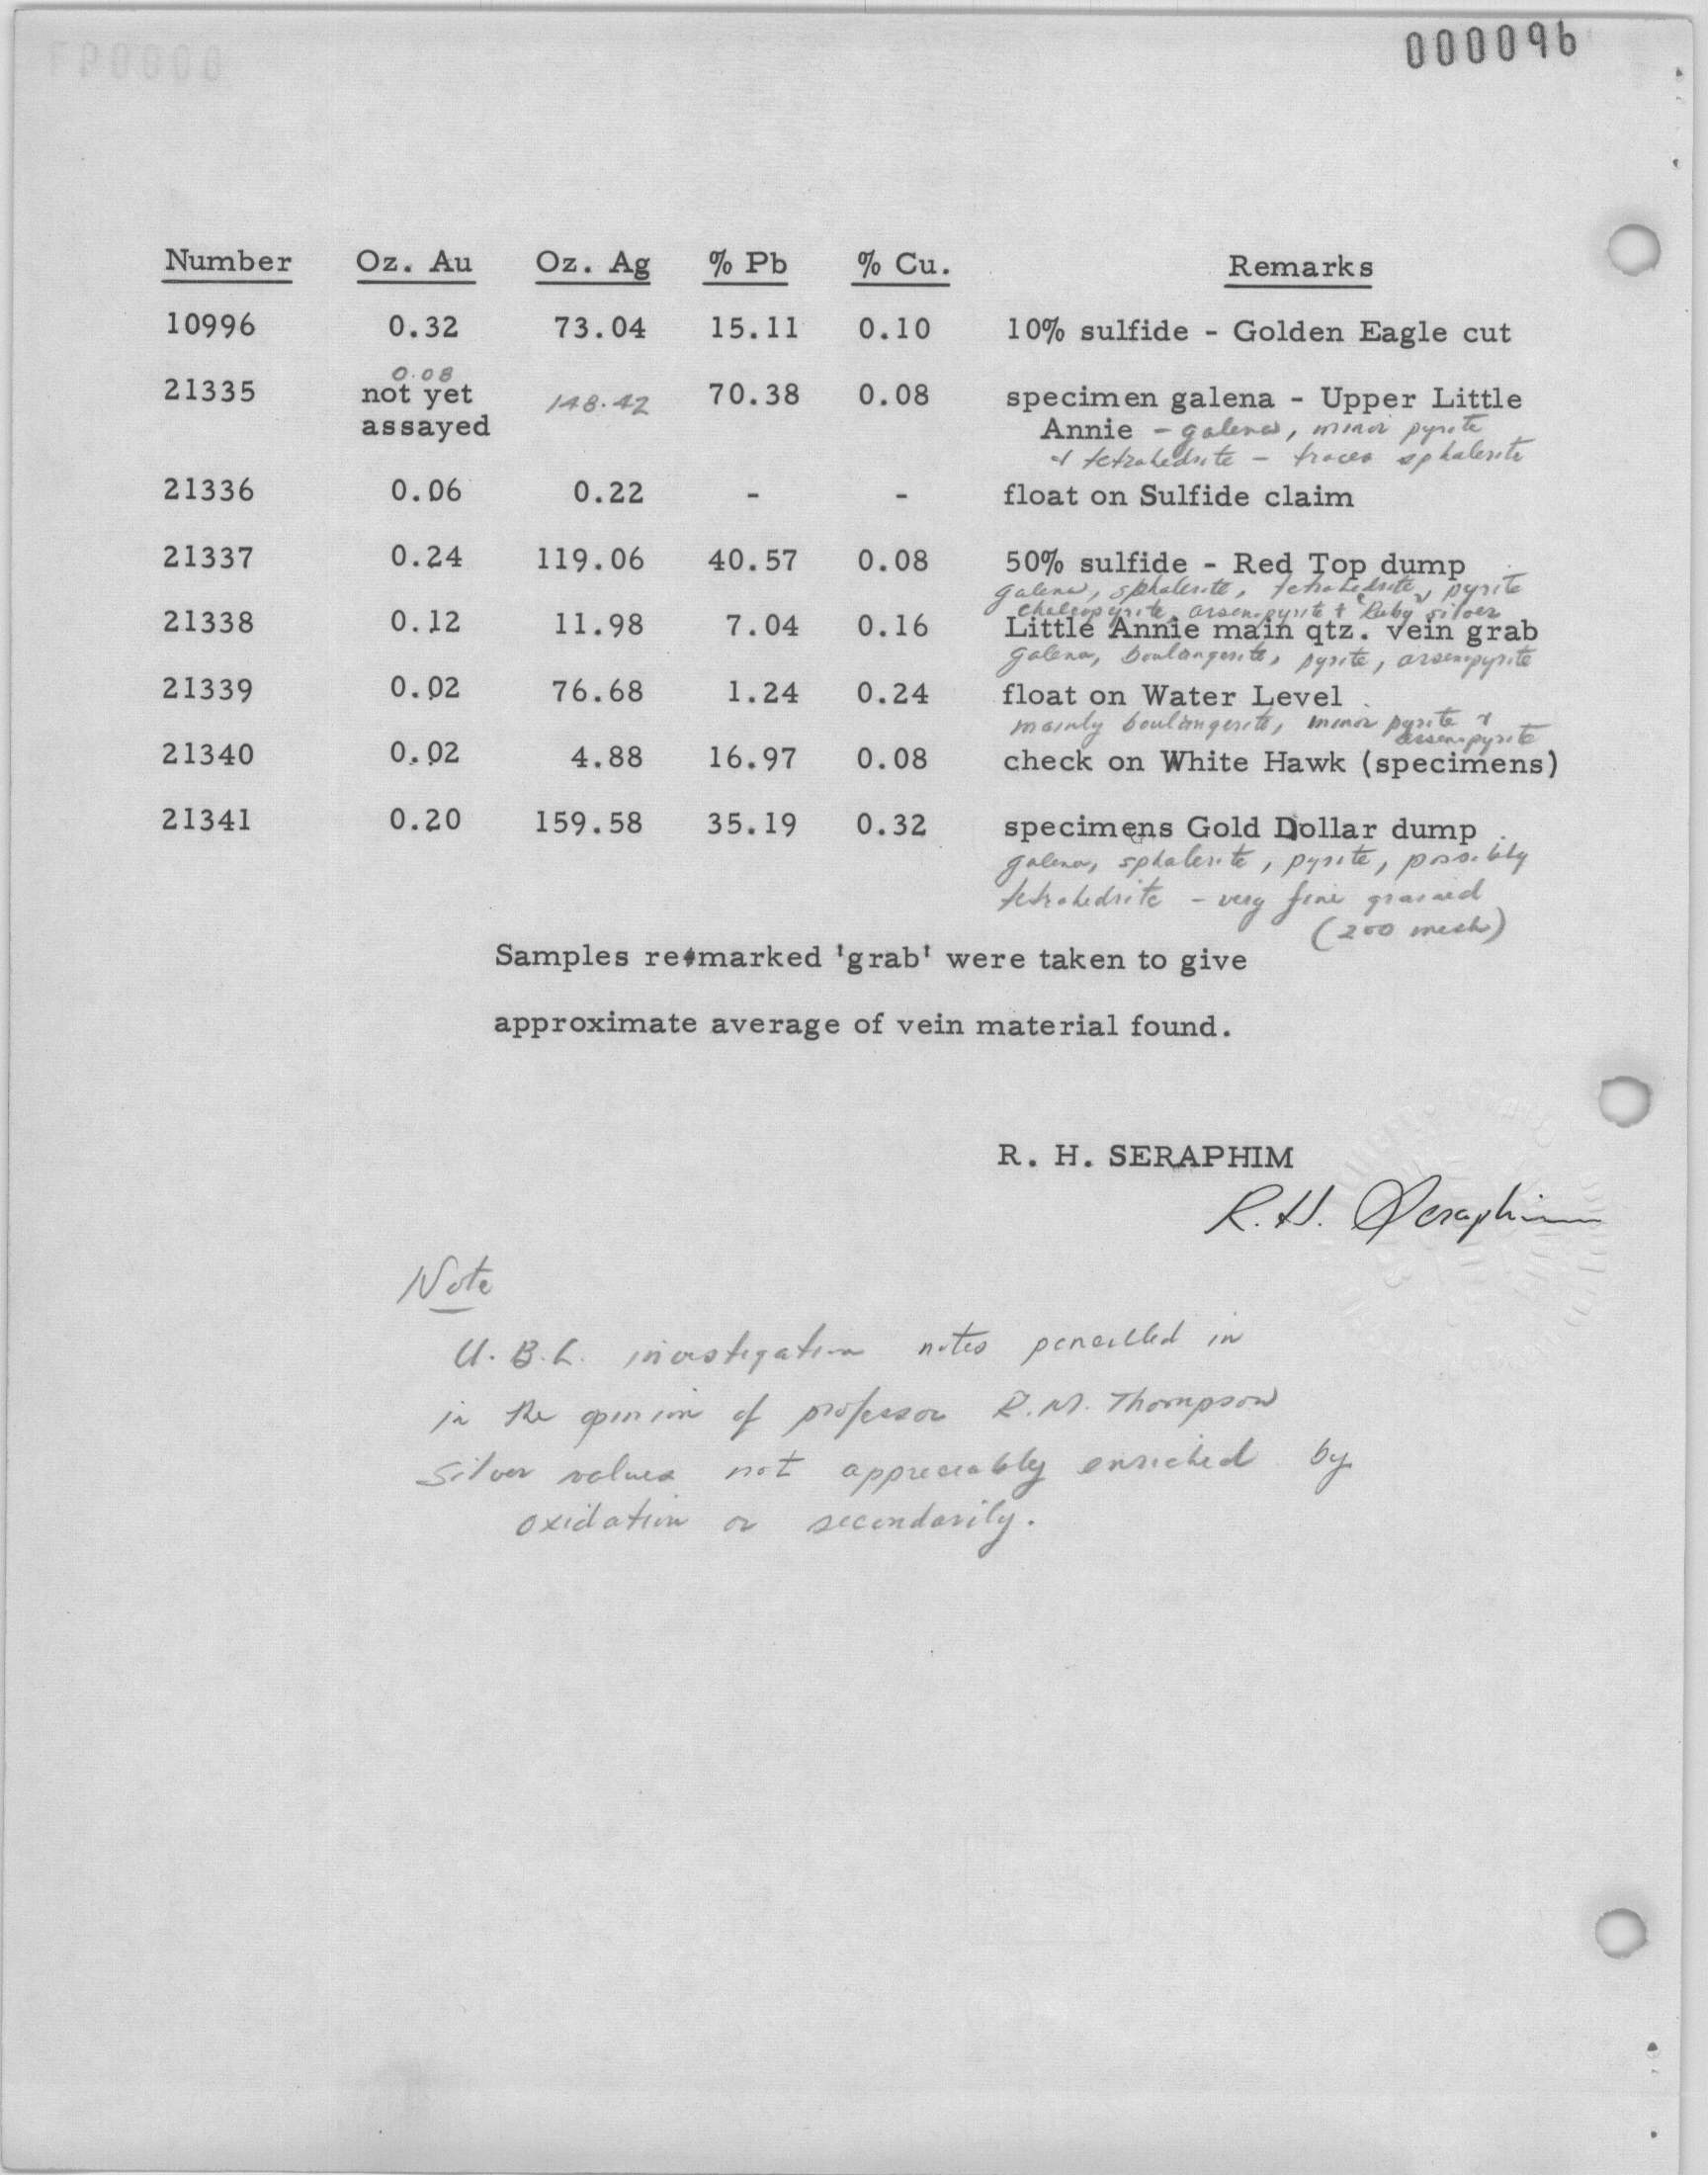 000096
Number Oz. Au Oz. Ag % Pb % Cu. Remarks
10996 0.32 73.04 15.11 0.10 10% sulfide - Golden Eagle cut
0.08
21335 not yet 148.42 70.38 0.08 specimen galena - Upper Little
assayed Annie - galena, minor pyrite
& tetrahedrite - traces sphalerite
21336 0.06 0.22 - - float on Sulfide claim
21337 0.24 119.06 40.57 0.08 50% sulfide - Red Top dump
galena, sphalerite, tetrahedrite, pyrite
chalcopyrite, arsenopyrite + Ruby silver
21338 0.12 11.98 7.04 0.16 Little Annie main qtz. vein grab
galena, boulangerite, pyrite, arsenopyrite
21339 0.02 76.68 1.24 0.24 float on Water Level
mainly boulangerite, minor pyrite &
arsenopyrite
21340 0.02 4.88 16.97 0.08 check on White Hawk (specimens)
21341 0.20 159.58 35.19 0.32 specimens Gold Dollar dump
galena, sphalerite, pyrite, possibly
tetrahedrite - very fine grained
(200 mesh)
Samples remarked 'grab' were taken to give
approximate average of vein material found.
R. H. SERAPHIM
R. H. Seraphim
Note
U.B.C. investigation notes pencilled in
in the opinion of professor R.M. Thompson
silver values not appreciably enriched by
oxidation or secondarily.